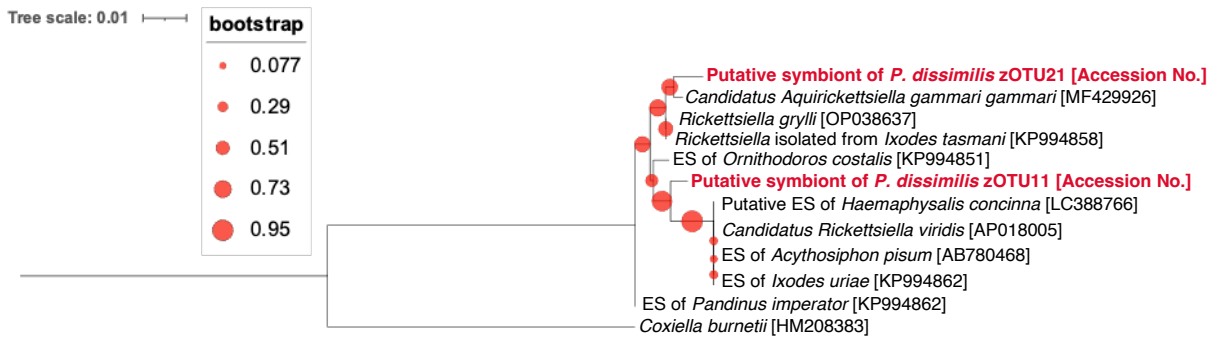 Tree scale: 0.01
bootstrap
0.077
0.29
0.51
0.73
0.95
Putative symbiont of P. dissimilis zOTU21 [Accession No.]
Candidatus Aquirickettsiella gammari gammari [MF429926]
Rickettsiella grylli [OP038637]
Rickettsiella isolated from Ixodes tasmani [KP994858]
ES of Ornithodoros costalis [KP994851]
Putative symbiont of P. dissimilis zOTU11 [Accession No.]
Putative ES of Haemaphysalis concinna [LC388766]
Candidatus Rickettsiella viridis [AP018005]
ES of Acythosiphon pisum [AB780468]
ES of Ixodes uriae [KP994862]
ES of Pandinus imperator [KP994862]
Coxiella burnetii [HM208383]